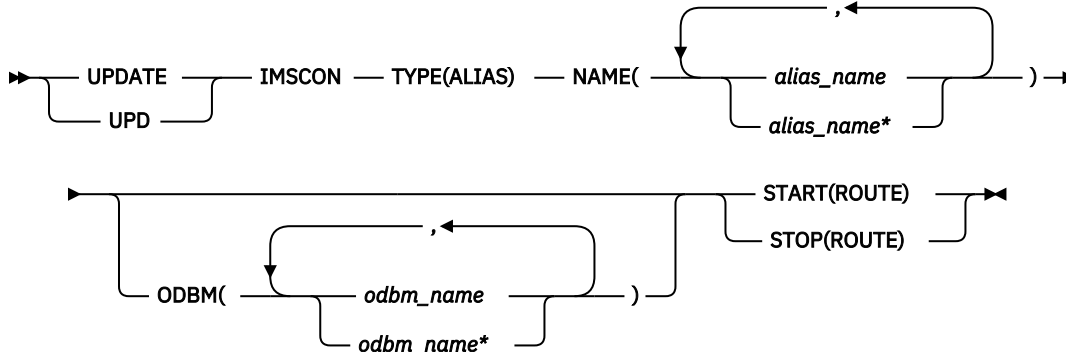 ,
UPDATE IMSCON TYPE(ALIAS) NAME( alias_name )
UPD alias_name*
START(ROUTE)
, STOP(ROUTE)
ODBM( odbm_name )
odbm_name*